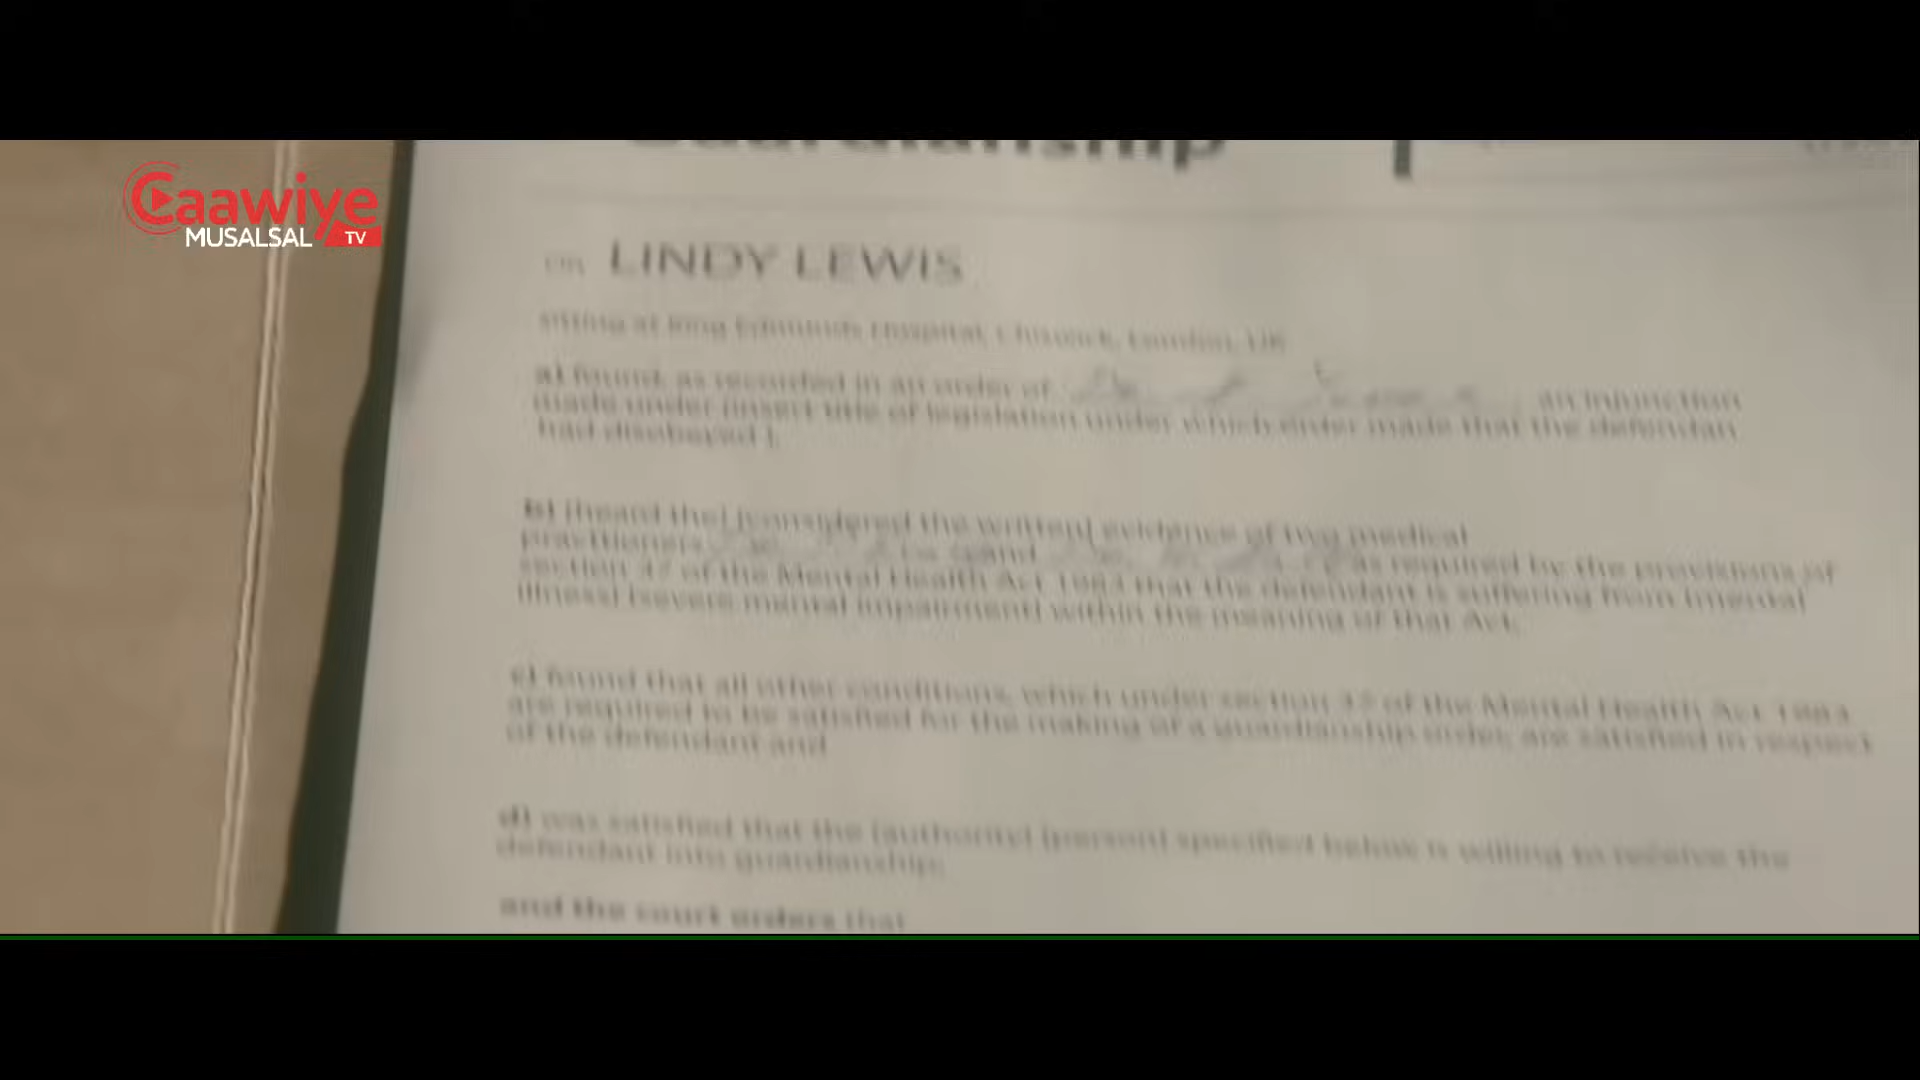 Caawiye
MUSALSAL TV
Guardianship
on LINDY LEWIS
sitting at King Edmunds Hospital, Chiswick, London, UK
a) found, as recorded in an order of an injunction
made under (insert title of legislation under which order made that the defendan
had disobeyed ).
b) [heard the] [considered the written] evidence of two medical
practitioners and as required by the provisions of
section 37 of the Mental Health Act 1983 that the defendant is suffering from (mental
illness) (severe mental impairment) within the meaning of that Act.
c) found that all other conditions, which under section 37 of the Mental Health Act 1983
are required to be satisfied for the making of a guardianship order, are satisfied in respect
of the defendant and
d) was satisfied that the (authority) (person) specified below is willing to receive the
defendant into guardianship;
and the court orders that